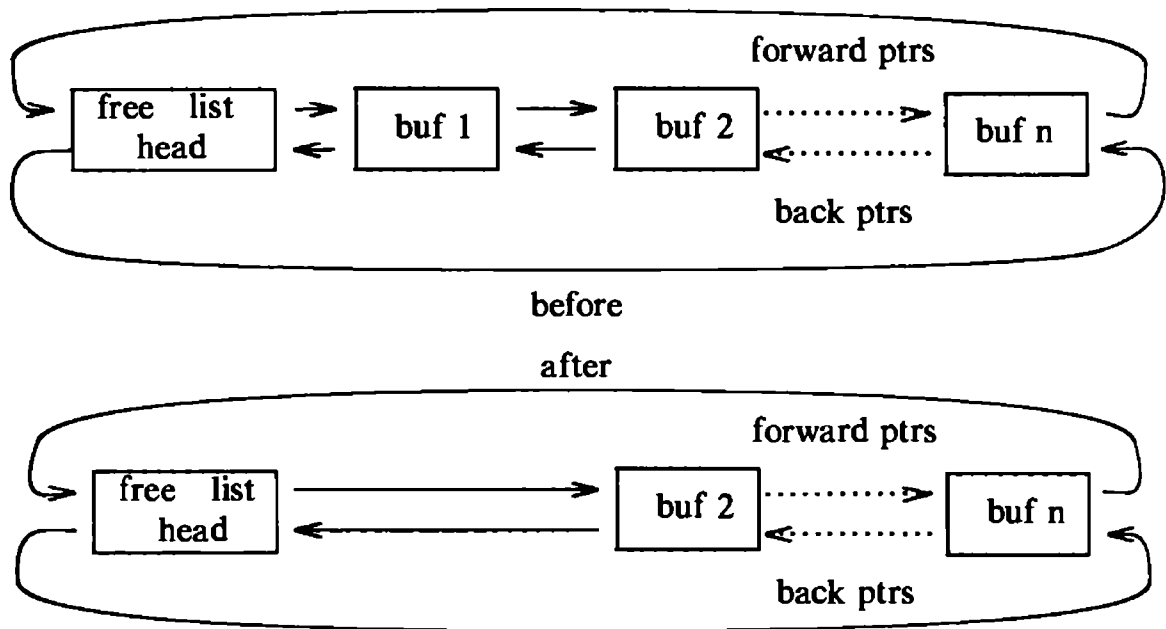 forward ptrs
free list
head
buf 1
buf 2
buf n
back ptrs
before
after
forward ptrs
free list
head
buf 2
buf n
back ptrs